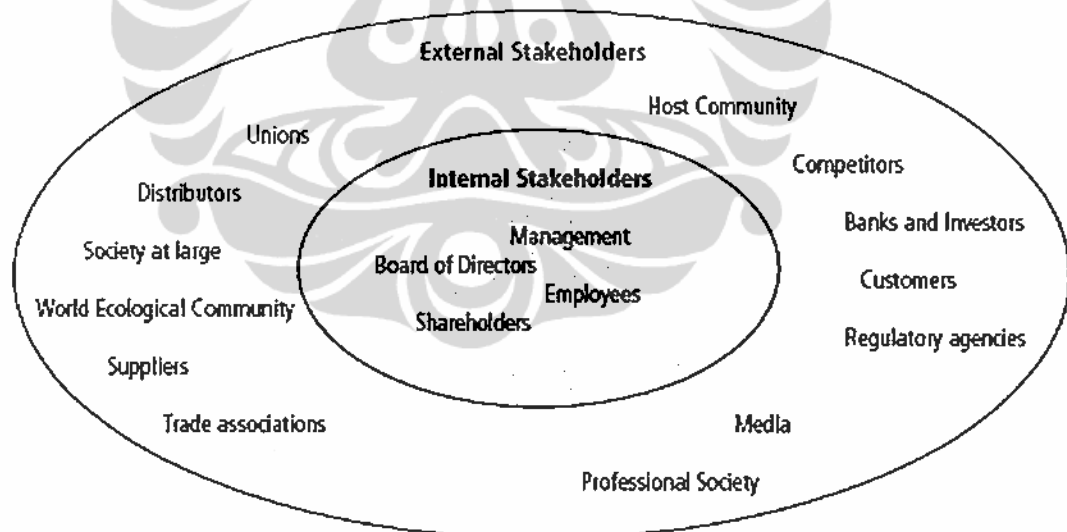 External Stakeholders
Host Community
Unions
Competitors
Internal Stakeholders
Distributors
Banks and Investors
Management
Society at large
Board of Directors
Customers
Employees
World Ecological Community
Shareholders
Regulatory agencies
Suppliers
Trade associations
Media
Professional Society